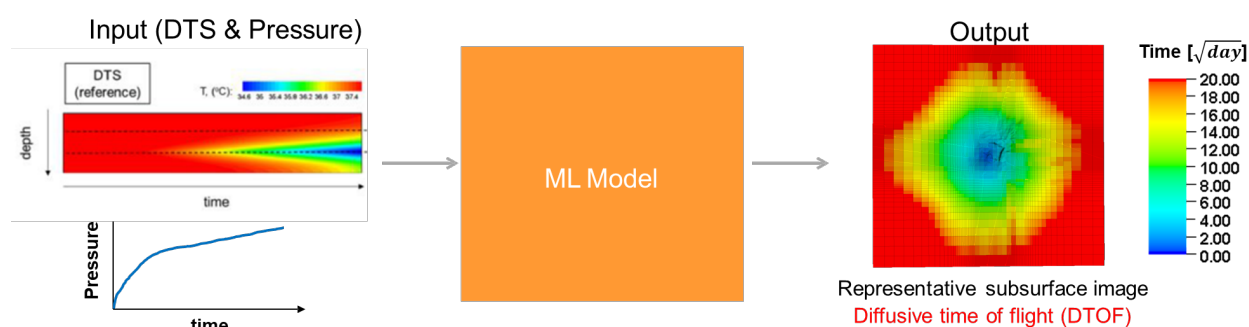 Input (DTS & Pressure)
DTS
(reference)
T, (ºC):
34.6 35 35.4 35.8 36.2 36.6 37 37.4
depth
time
Pressure
time
ML Model
Output
Representative subsurface image
Diffusive time of flight (DTOF)
Time [√day]
20.00
18.00
16.00
14.00
12.00
10.00
8.00
6.00
4.00
2.00
0.00